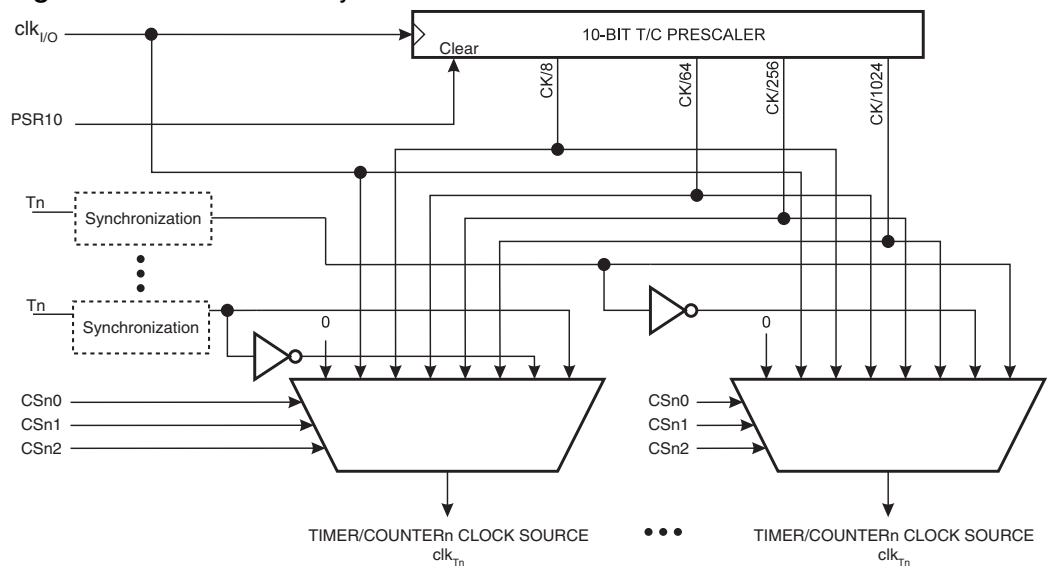 clkI/O
10-BIT T/C PRESCALER
Clear
CK/8
CK/64
CK/256
CK/1024
PSR10
Tn
Synchronization
Tn
Synchronization
0
0
CSn0
CSn1
CSn2
CSn0
CSn1
CSn2
TIMER/COUNTERn CLOCK SOURCE
clkTn
TIMER/COUNTERn CLOCK SOURCE
clkTn